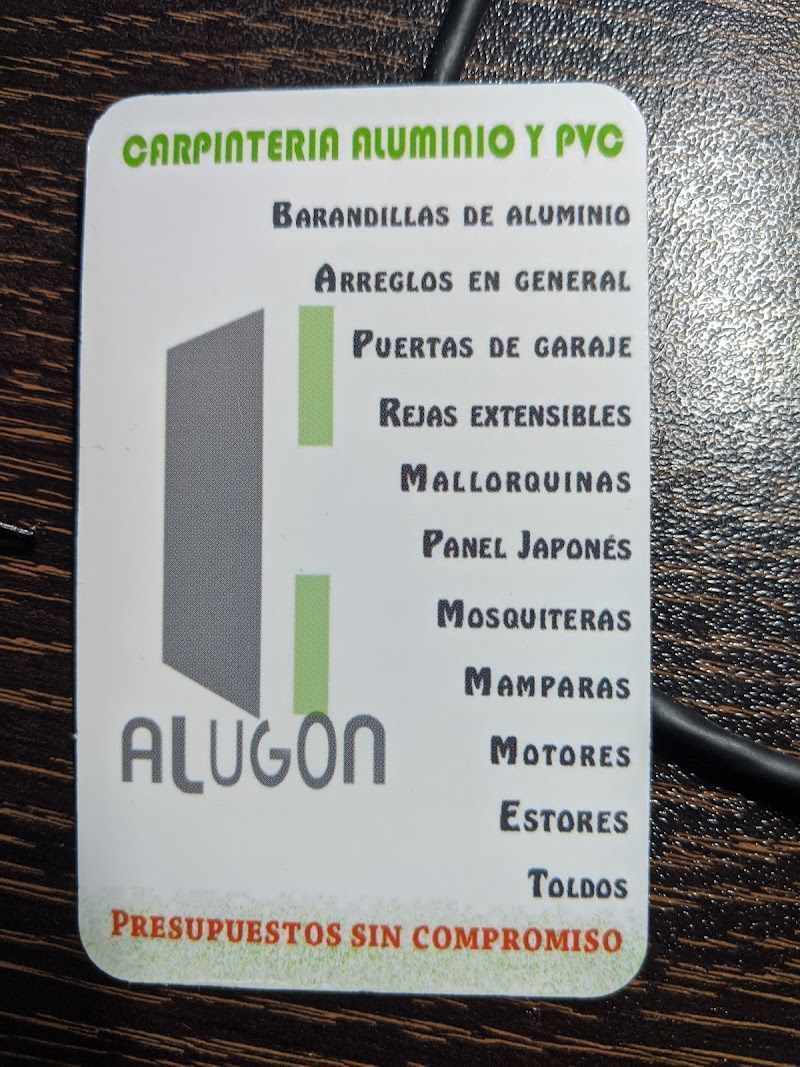 CARPINTERIA ALUMINIO Y PVC
BARANDILLAS DE ALUMINIO
ARREGLOS EN GENERAL
PUERTAS DE GARAJE
REJAS EXTENSIBLES
MALLORQUINAS
PANEL JAPONÉS
MOSQUITERAS
MAMPARAS
MOTORES
ESTORES
TOLDOS
ALUGON
PRESUPUESTOS SIN COMPROMISO